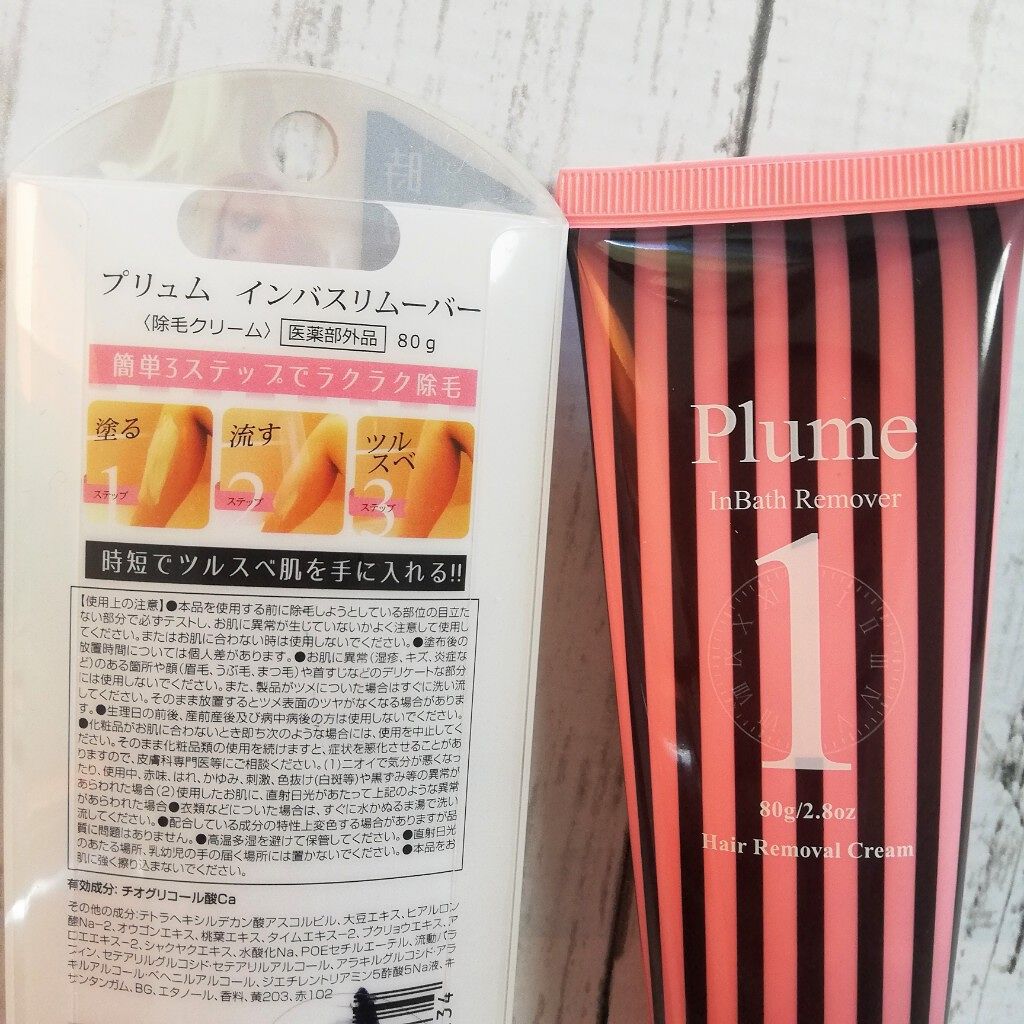 プリュム インバスリムーバー
〈除毛クリーム〉 医薬部外品 80g
簡単3ステップでラクラク除毛
塗る
ステップ
1
流す
ステップ
2
ツル
スベ
ステップ
3
時短でツルスベ肌を手に入れる!!
【使用上の注意】●本品を使用する前に除毛しようとしている部位の目立た
ない部分で必ずテストし、お肌に異常が生じていないかよく注意して使用し
てください。またはお肌に合わない時は使用しないでください。●塗布後の
放置時間については個人差があります。●お肌に異常(湿疹、キズ、炎症な
ど)のある箇所や顔(眉毛、うぶ毛、まつ毛)や首すじなどのデリケートな部分
には使用しないでください。また、製品がツメについた場合はすぐに洗い流
してください。そのまま放置するとツメ表面のツヤがなくなる場合がありま
す。●生理日の前後、産前産後及び病中病後の方は使用しないでください。
●化粧品がお肌に合わないとき即ち次のような場合には、使用を中止してく
ださい。そのまま化粧品類の使用を続けますと、症状を悪化させることがあ
りますので、皮膚科専門医等にご相談ください。(1)ニオイで気分が悪くなっ
たり、使用中、赤味、はれ、かゆみ、刺激、色抜け(白斑等)や黒ずみ等の異常が
あらわれた場合(2)使用したお肌に、直射日光があたって上記のような異常
があらわれた場合●衣類などについた場合は、すぐに水かぬるま湯で洗い
流してください。●配合している成分の特性上変色する場合がありますが品
質に問題はありません。●高温多湿を避けて保管してください。●直射日光
のあたる場所、乳幼児の手の届く場所には置かないでください。●本品をお
肌に強く擦り込まないでください。
有効成分: チオグリコール酸Ca
その他の成分:テトラヘキシルデカン酸アスコルビル、大豆エキス、ヒアルロン
酸Na-2、オウゴンエキス、桃葉エキス、タイムエキス-2、ブクリョウエキス、ア
ロエエキス-2、シャクヤクエキス、水酸化Na、POEセチルエーテル、流動パラ
フィン、セテアリルグルコシド・セテアリルアルコール、アラキルグルコシド・アラ
キルアルコール・ベヘニルアルコール、ジエチレントリアミン5酢酸5Na液、キ
サンタンガム、BG、エタノール、香料、黄203、赤102
Plume
InBath Remover
1
80g/2.8oz
Hair Removal Cream